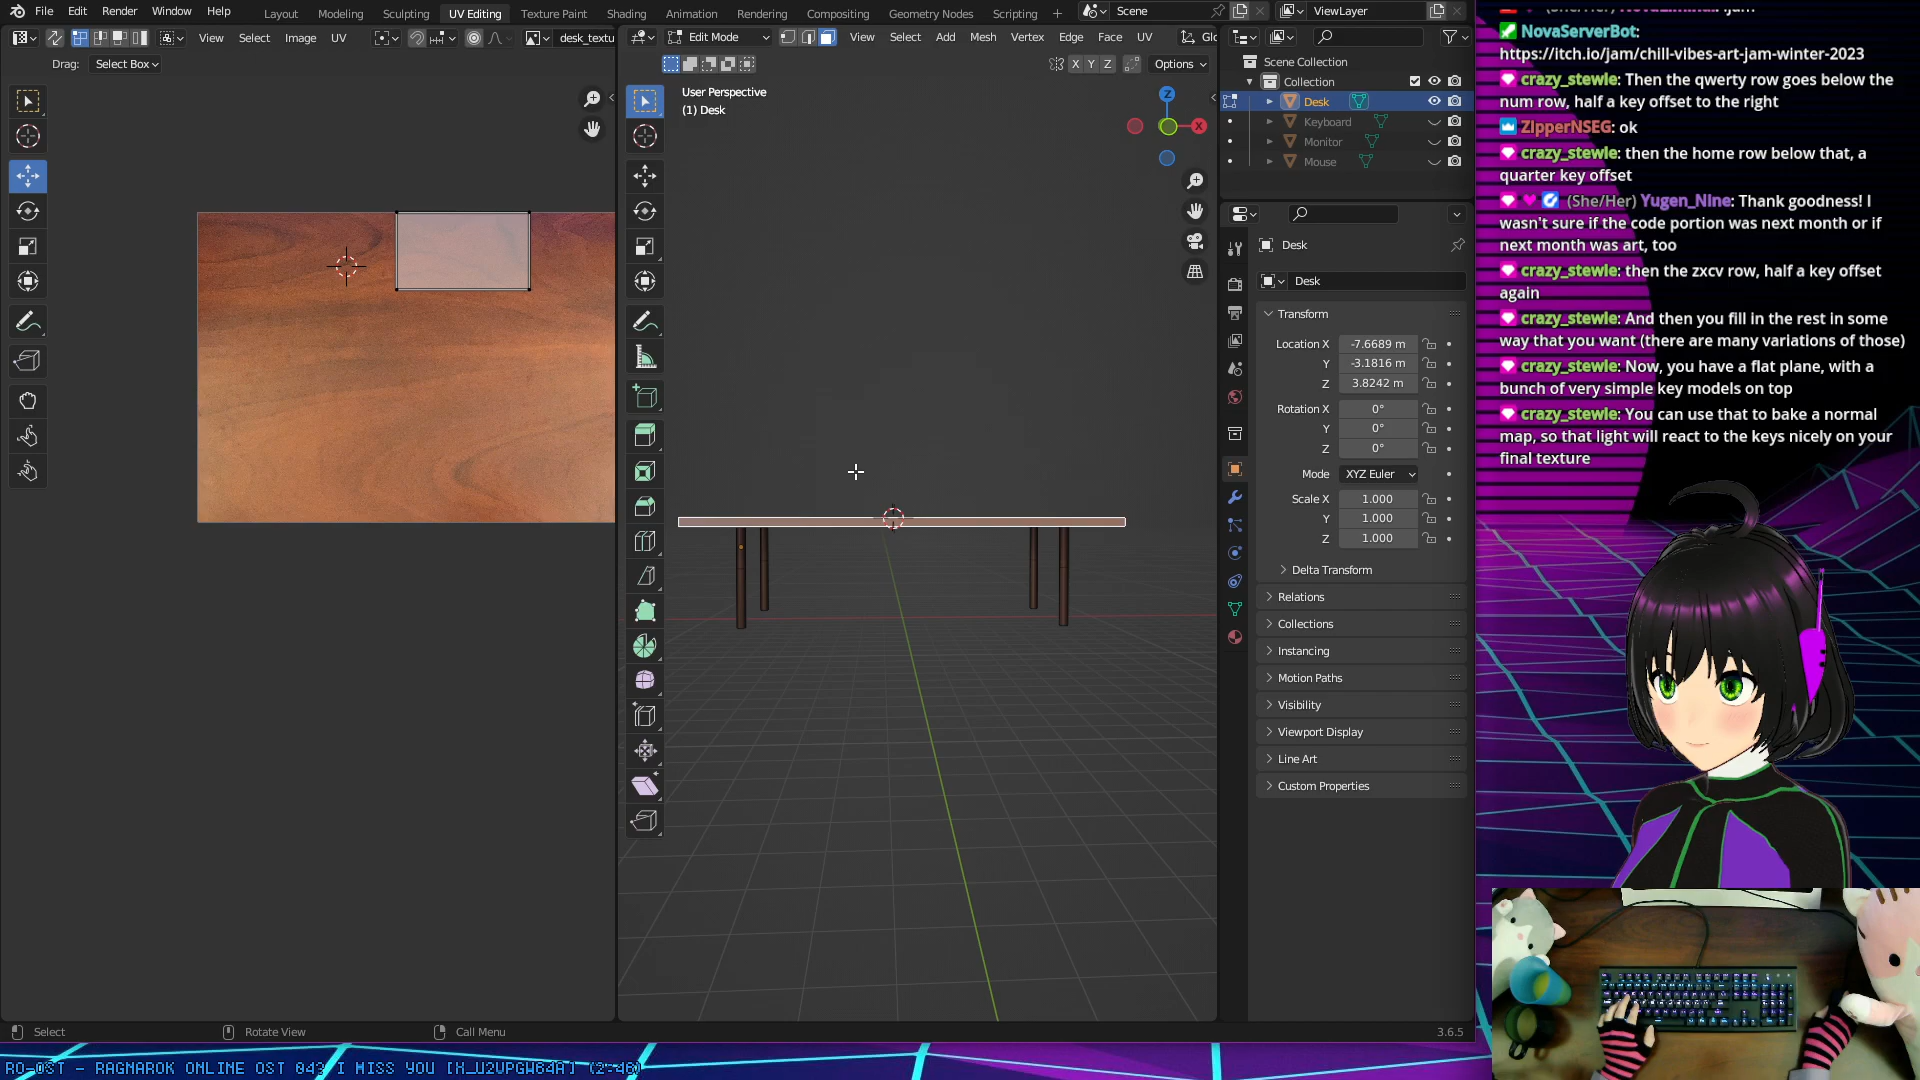 File Edit Render Window Help
Layout Modeling Sculpting UV Editing Texture Paint Shading Animation Rendering Compositing Geometry Nodes Scripting +
Scene
ViewLayer
View Select Image UV
desk_textu
Edit Mode
View Select Add Mesh Vertex Edge Face UV
Glo
Drag: Select Box
X Y Z
Options
User Perspective
(1) Desk
Z
X
Scene Collection
Collection
Desk
Keyboard
Monitor
Mouse
Desk
Desk
Transform
Location X -7.6689 m
Y -3.1816 m
Z 3.8242 m
Rotation X 0°
Y 0°
Z 0°
Mode XYZ Euler
Scale X 1.000
Y 1.000
Z 1.000
Delta Transform
Relations
Collections
Instancing
Motion Paths
Visibility
Viewport Display
Line Art
Custom Properties
Select
Rotate View
Call Menu
3.6.5
NovaServerBot:
https://itch.io/jam/chill-vibes-art-jam-winter-2023
crazy_stewie: Then the qwerty row goes below the
num row, half a key offset to the right
ZipperNSEG: ok
crazy_stewie: then the home row below that, a
quarter key offset
(She/Her) Yugen_Nine: Thank goodness! I
wasn't sure if the code portion was next month or if
next month was art, too
crazy_stewie: then the zxcv row, half a key offset
again
crazy_stewie: And then you fill in the rest in some
way that you want (there are many variations of those)
crazy_stewie: Now, you have a flat plane, with a
bunch of very simple key models on top
crazy_stewie: You can use that to bake a normal
map, so that light will react to the keys nicely on your
final texture
RO-OST - RAGNAROK ONLINE OST 043 I MISS YOU [X_U2VPGW64A] (2:46)